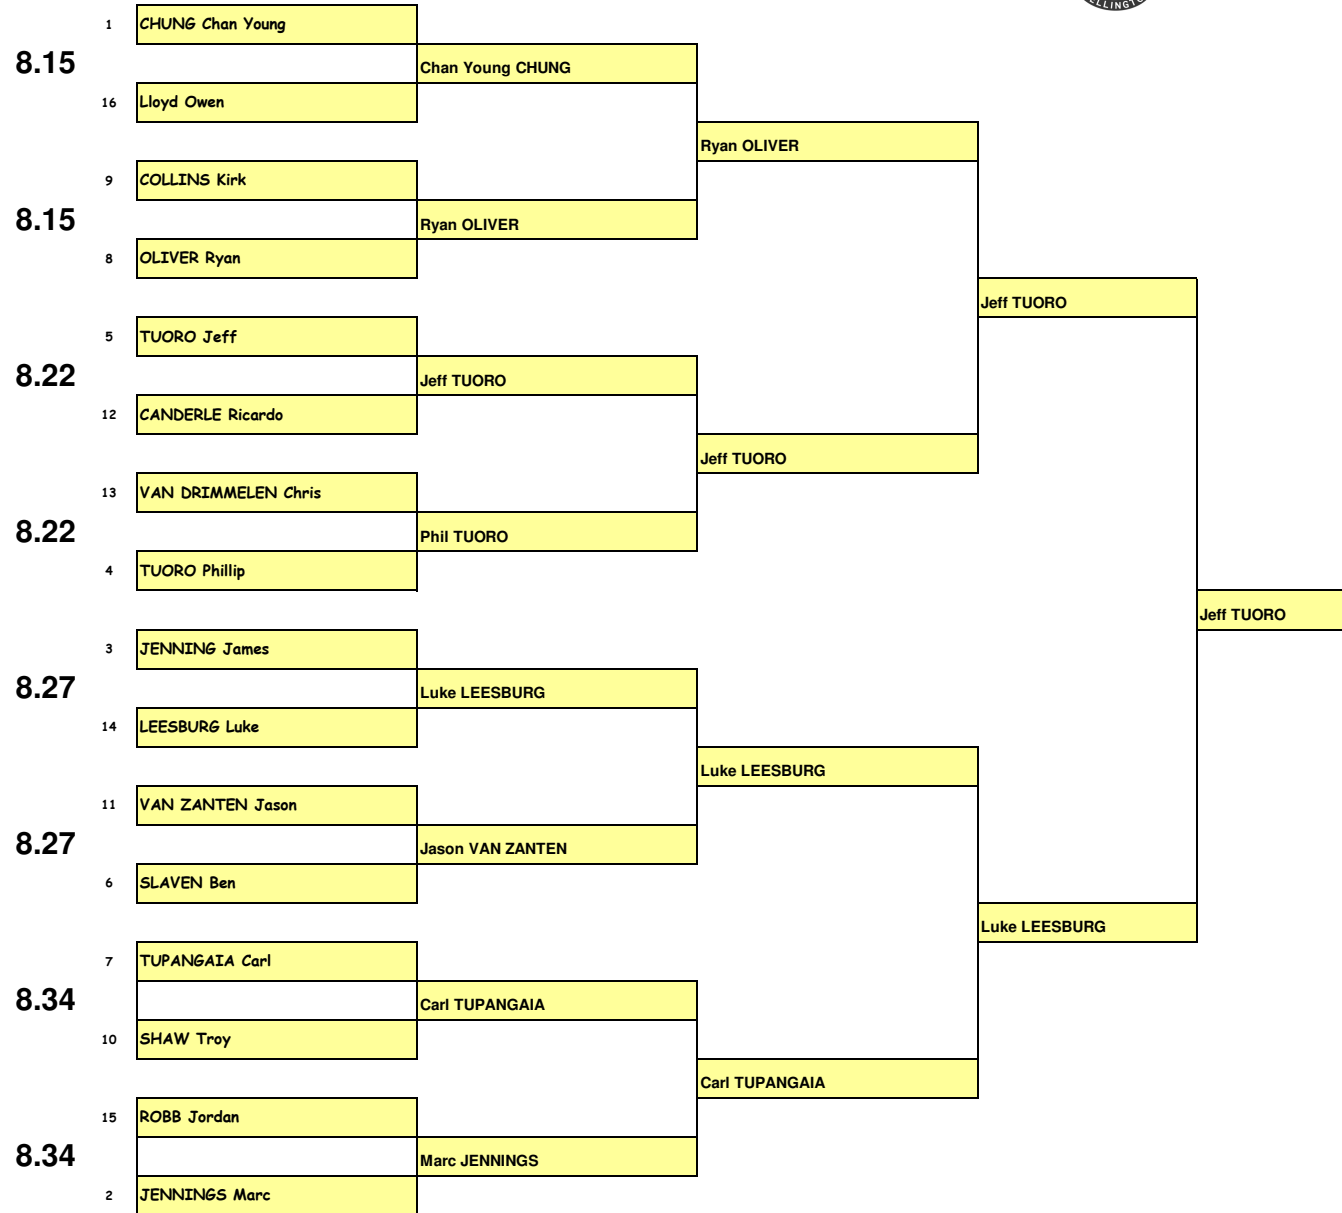 ELLINGTO
1 CHUNG Chan Young
8.15 Chan Young CHUNG
16 Lloyd Owen
Ryan OLIVER
9 COLLINS Kirk
8.15 Ryan OLIVER
8 OLIVER Ryan
Jeff TUORO
5 TUORO Jeff
8.22 Jeff TUORO
12 CANDERLE Ricardo
Jeff TUORO
13 VAN DRIMMELEN Chris
8.22 Phil TUORO
4 TUORO Phillip
Jeff TUORO
3 JENNING James
8.27 Luke LEESBURG
14 LEESBURG Luke
Luke LEESBURG
11 VAN ZANTEN Jason
8.27 Jason VAN ZANTEN
6 SLAVEN Ben
Luke LEESBURG
7 TUPANGAIA Carl
8.34 Carl TUPANGAIA
10 SHAW Troy
Carl TUPANGAIA
15 ROBB Jordan
8.34 Marc JENNINGS
2 JENNINGS Marc